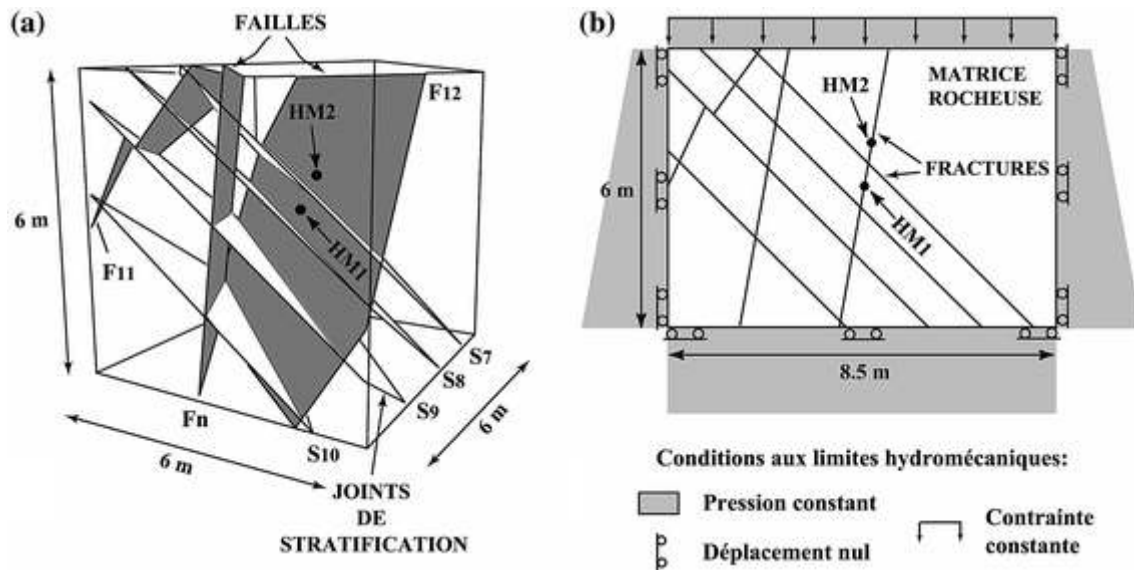 (a)
FAILLES
F12
HM2
6 m
HM1
F11
S7
S8
S9
S10
Fn
6 m
6 m
JOINTS
DE
STRATIFICATION
(b)
MATRICE
ROCHEUSE
HM2
FRACTURES
6 m
HM1
8.5 m
Conditions aux limites hydromécaniques:
Pression constant
Déplacement nul
Contrainte
constante